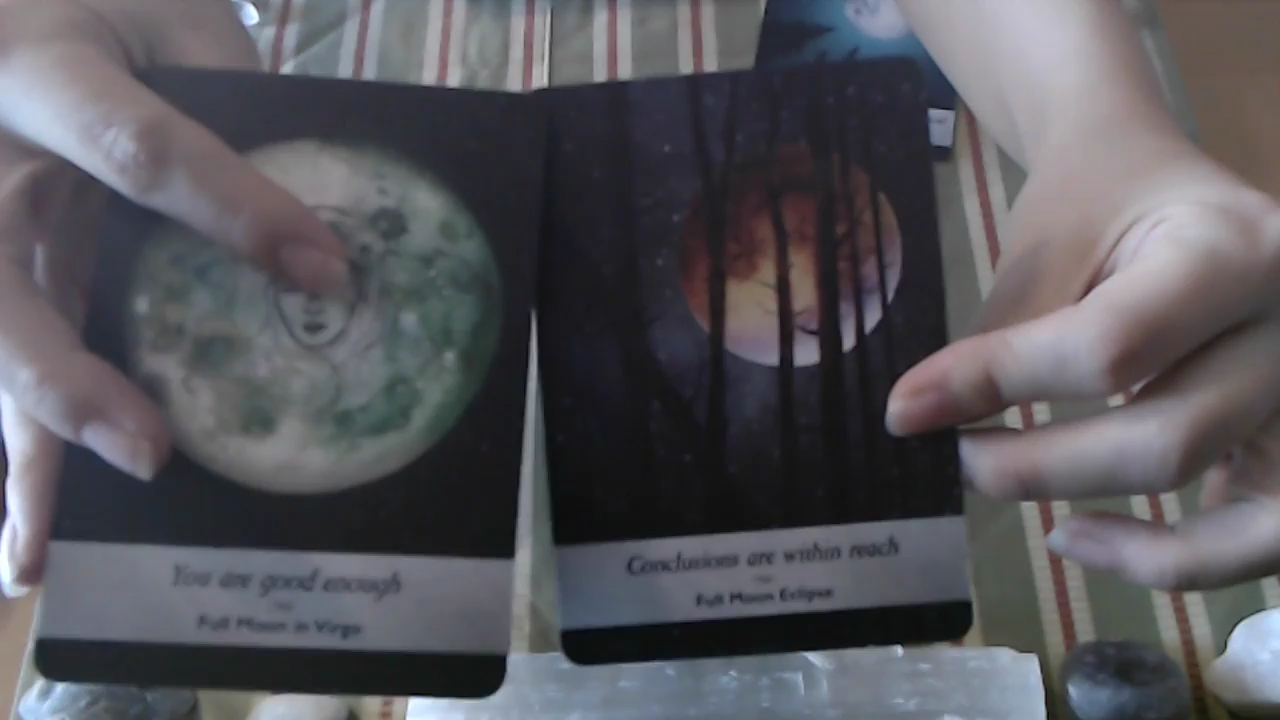 You are good enough
Full Moon in Virgo
Conclusions are within reach
Full Moon Eclipse